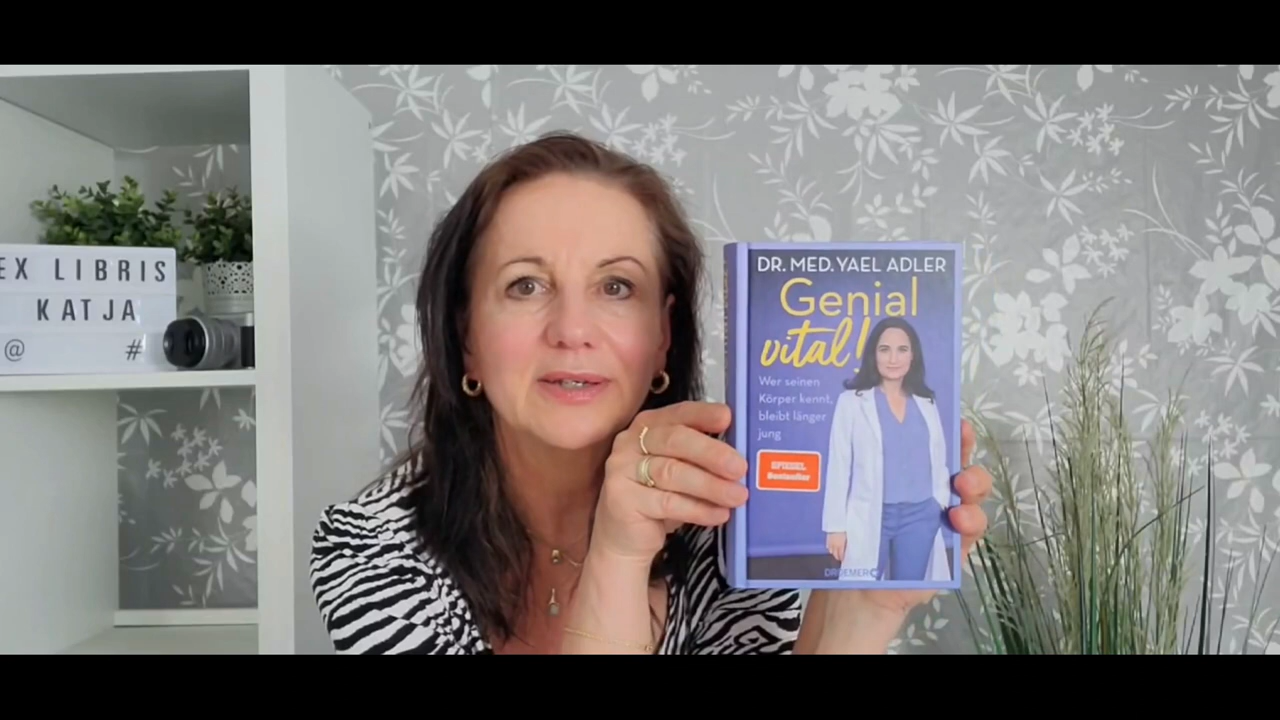 EX LIBRIS
KATJA
@ #
DR. MED. YAEL ADLER
Genial
vital!
Wer seinen
Körper kennt,
bleibt länger
jung
SPIEGEL
Bestseller
DROEMER